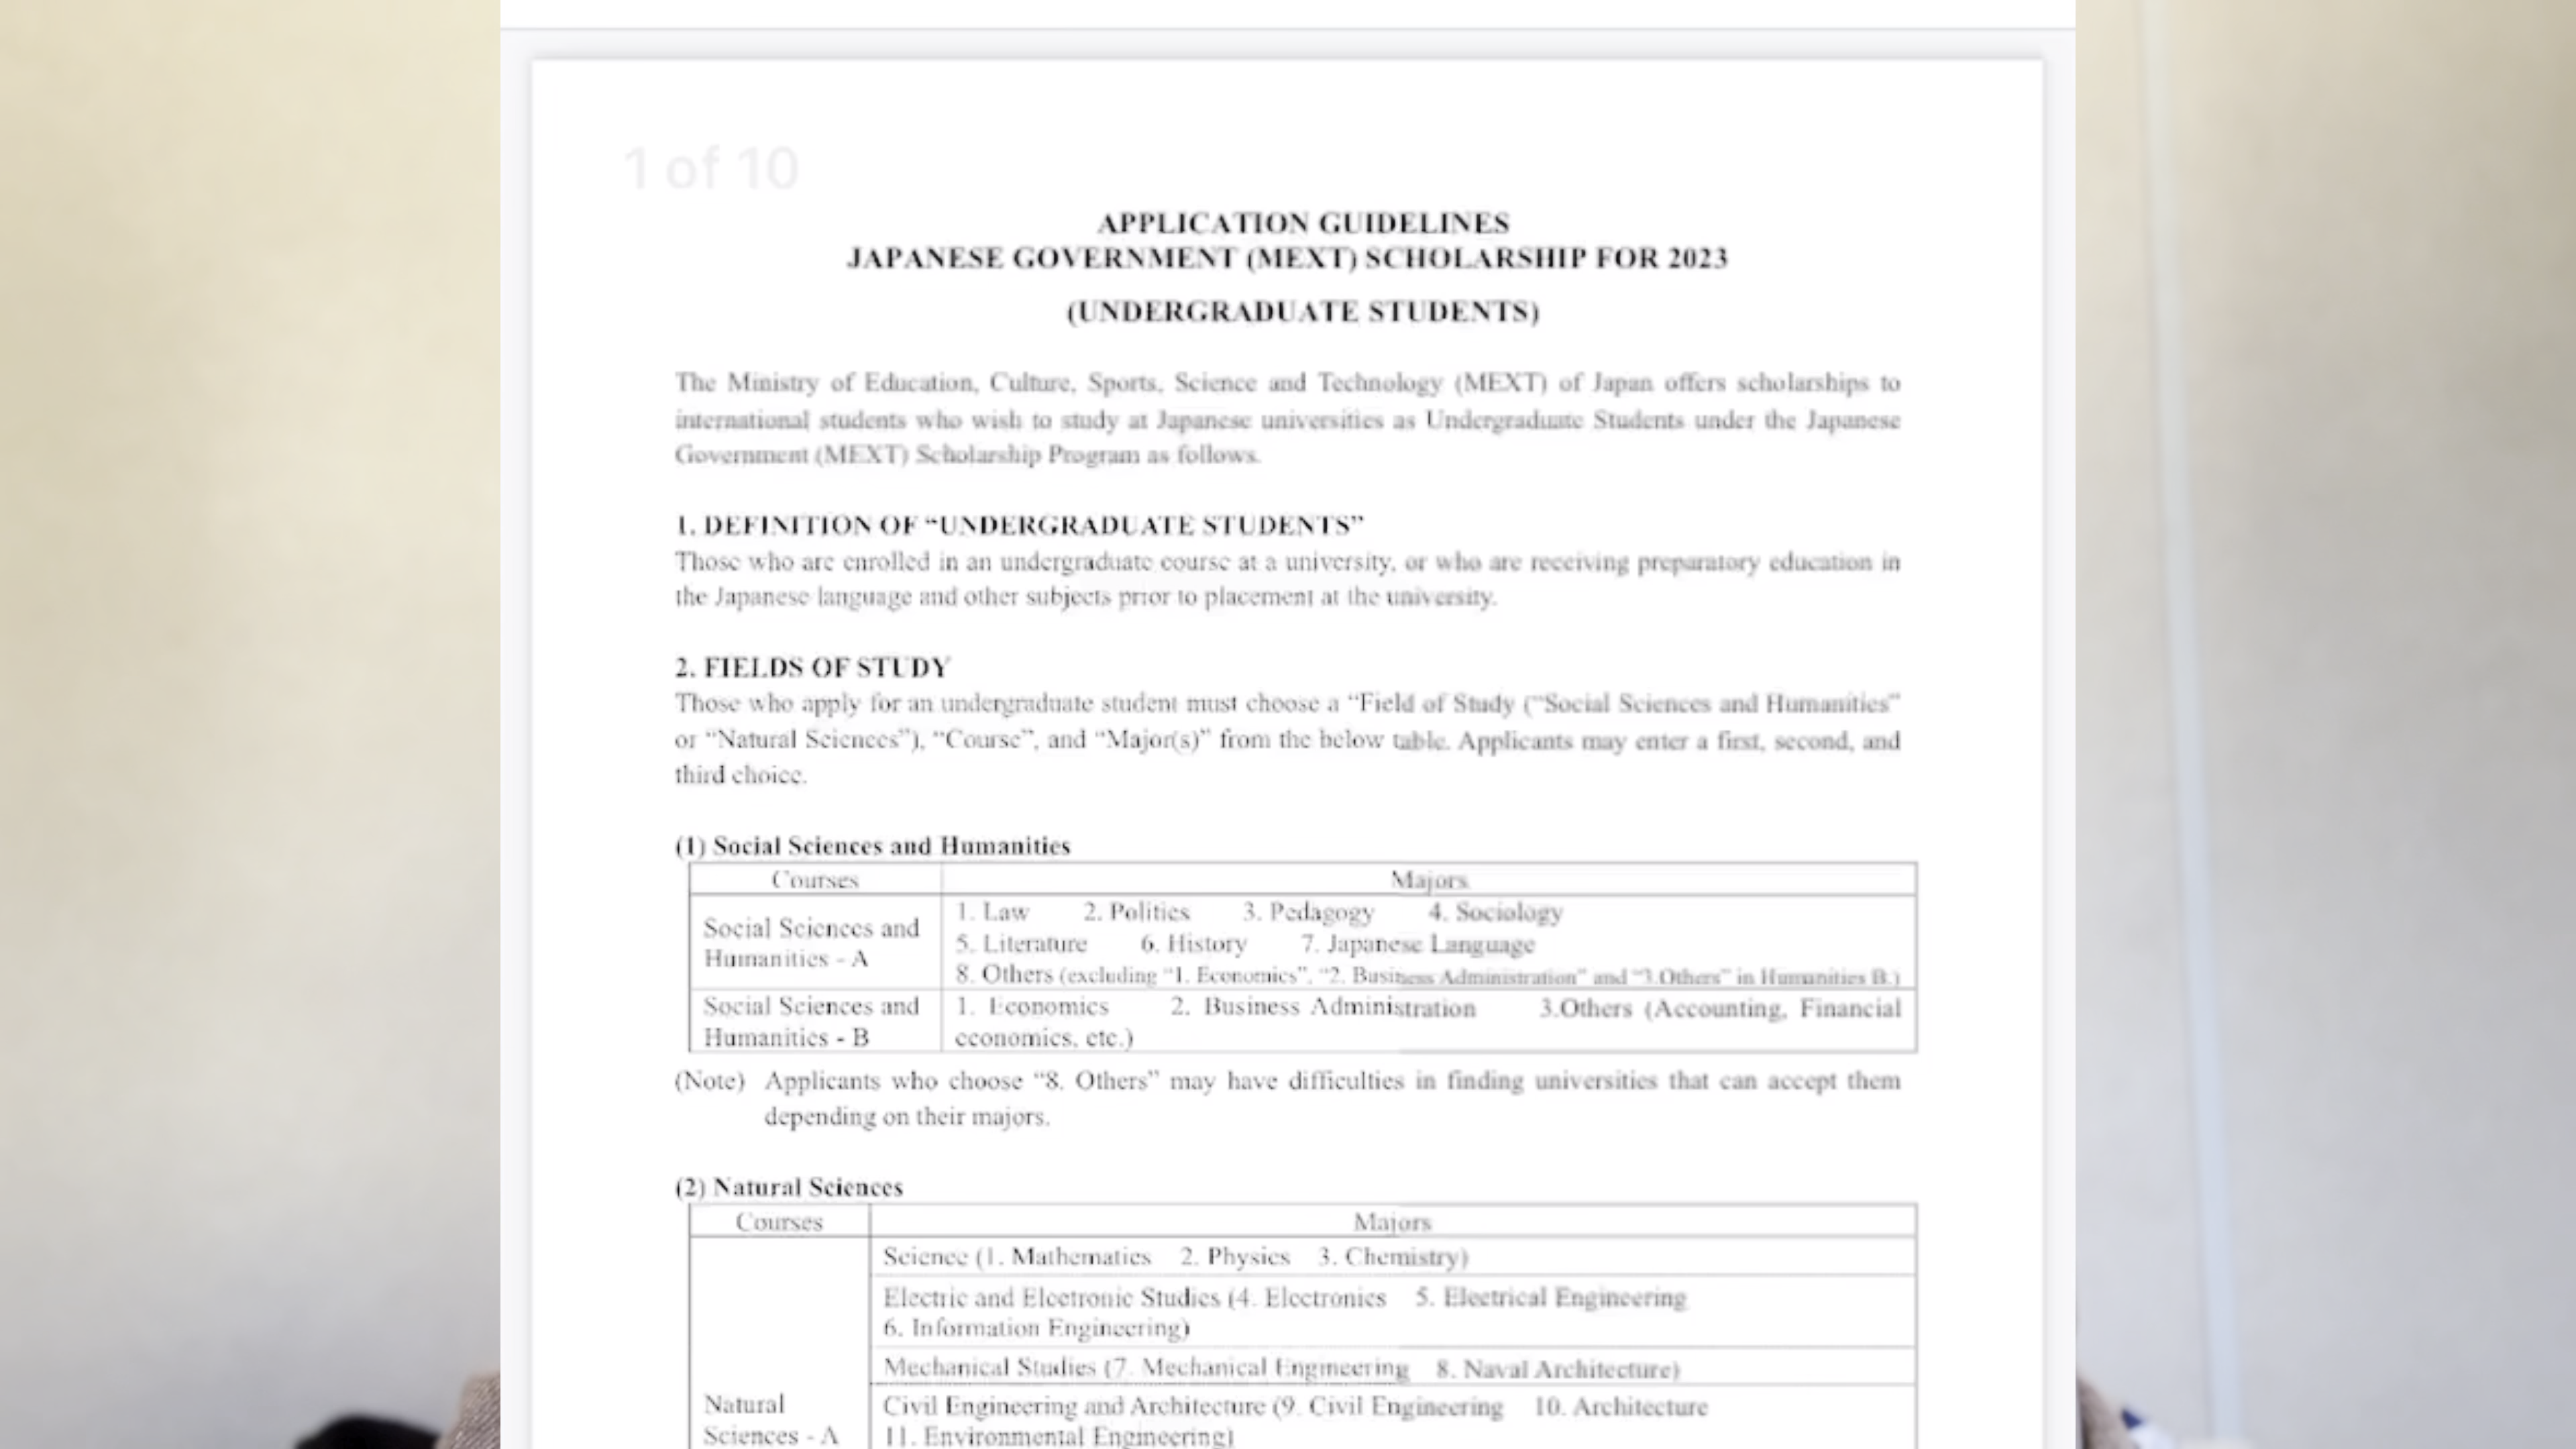 1 of 10
APPLICATION GUIDELINES
JAPANESE GOVERNMENT (MEXT) SCHOLARSHIP FOR 2023
(UNDERGRADUATE STUDENTS)
The Ministry of Education, Culture, Sports, Science and Technology (MEXT) of Japan offers scholarships to
international students who wish to study at Japanese universities as Undergraduate Students under the Japanese
Government (MEXT) Scholarship Program as follows.
1. DEFINITION OF “UNDERGRADUATE STUDENTS”
Those who are enrolled in an undergraduate course at a university, or who are receiving preparatory education in
the Japanese language and other subjects prior to placement at the university.
2. FIELDS OF STUDY
Those who apply for an undergraduate student must choose a “Field of Study (“Social Sciences and Humanities”
or “Natural Sciences”), “Course”, and “Major(s)” from the below table. Applicants may enter a first, second, and
third choice.
(1) Social Sciences and Humanities
Courses Majors
Social Sciences and
Humanities - A
1. Law 2. Politics 3. Pedagogy 4. Sociology
5. Literature 6. History 7. Japanese Language
8. Others (excluding “1. Economics”, “2. Business Administration” and “3.Others” in Humanities B.)
Social Sciences and
Humanities - B
1. Economics 2. Business Administration 3.Others (Accounting, Financial
economics, etc.)
(Note) Applicants who choose “8. Others” may have difficulties in finding universities that can accept them
depending on their majors.
(2) Natural Sciences
Courses Majors
Science (1. Mathematics 2. Physics 3. Chemistry)
Electric and Electronic Studies (4. Electronics 5. Electrical Engineering
6. Information Engineering)
Mechanical Studies (7. Mechanical Engineering 8. Naval Architecture)
Natural
Sciences - A
Civil Engineering and Architecture (9. Civil Engineering 10. Architecture
11. Environmental Engineering)